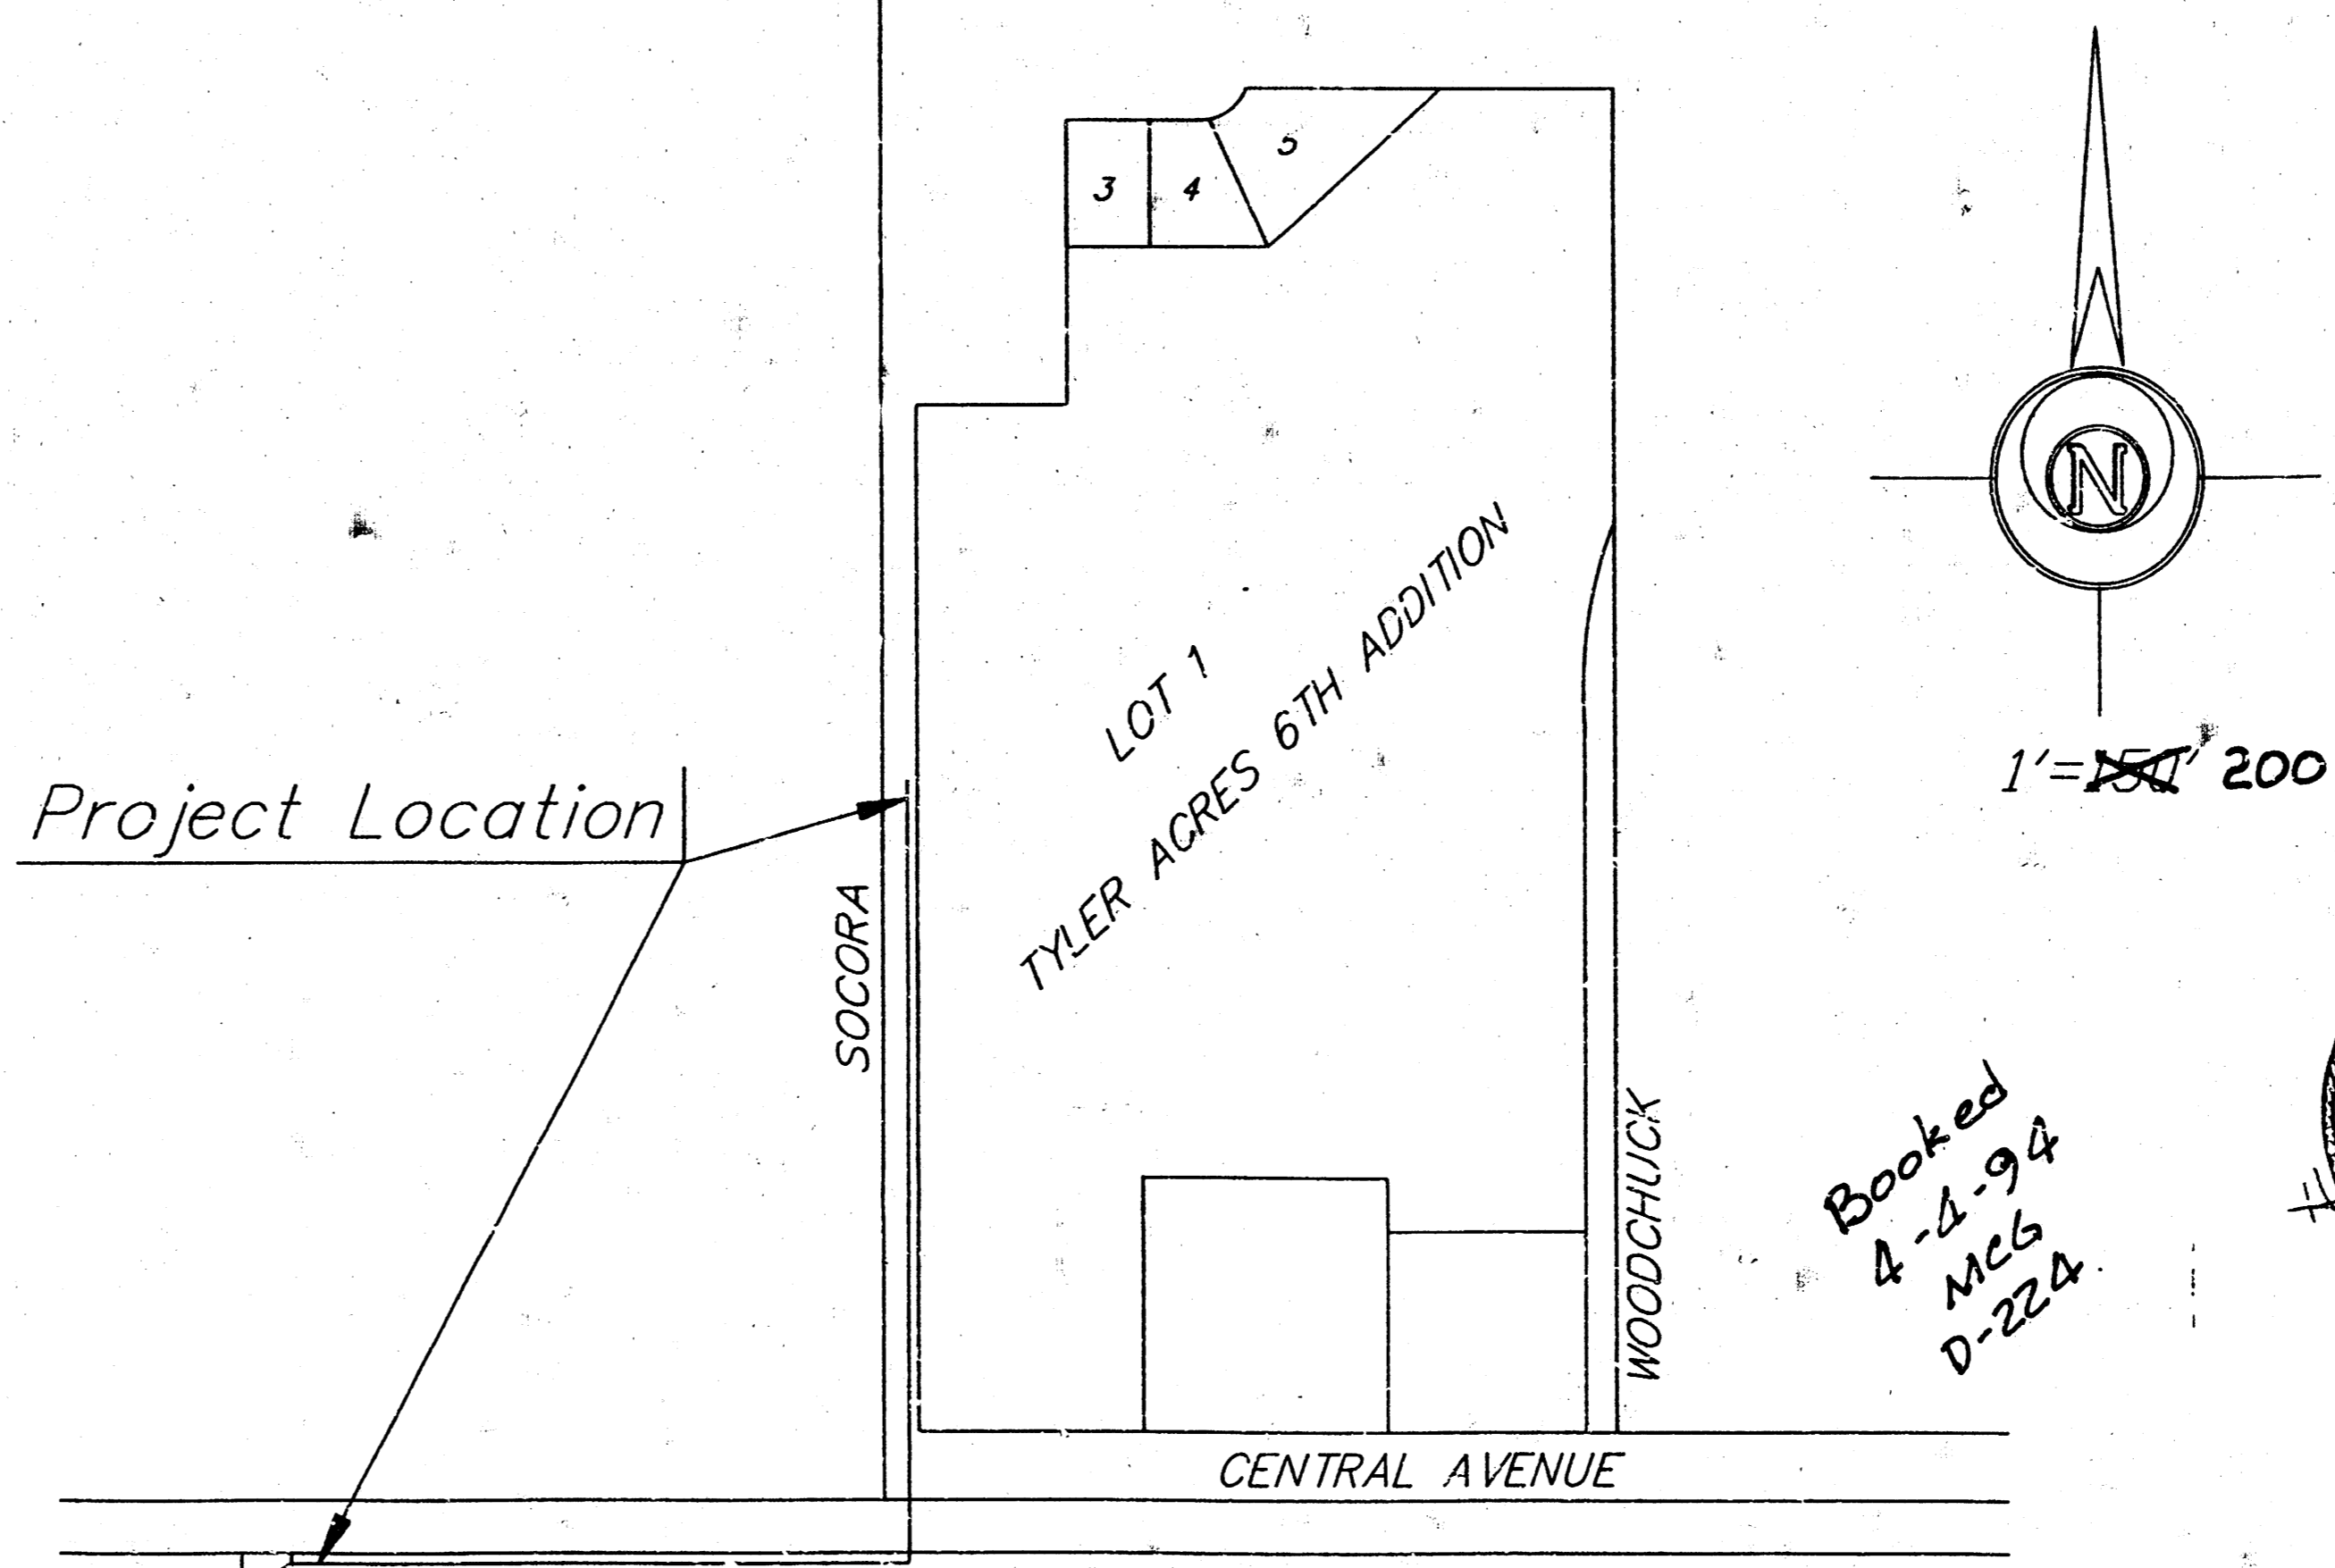 5
3
4
N
LOT 1
TYLER ACRES 6TH ADDITION
1'=150' 200
Project Location
SOCORA
WOODCHUCK
Booked
4-4-94
MCG
D-224
CENTRAL AVENUE